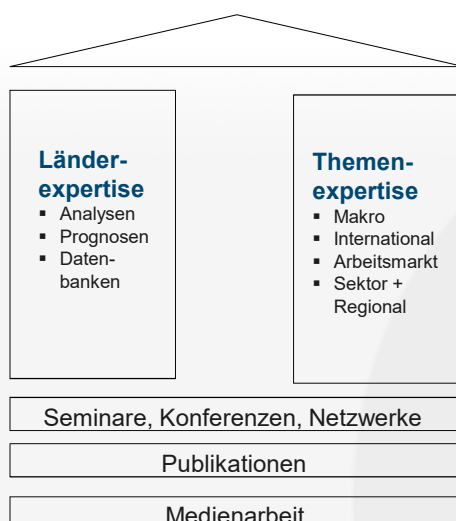 Länder-
expertise
▪ Analysen
▪ Prognosen
▪ Daten-
banken
Themen-
expertise
▪ Makro
▪ International
▪ Arbeitsmarkt
▪ Sektor +
Regional
Seminare, Konferenzen, Netzwerke
Publikationen
Medienarbeit